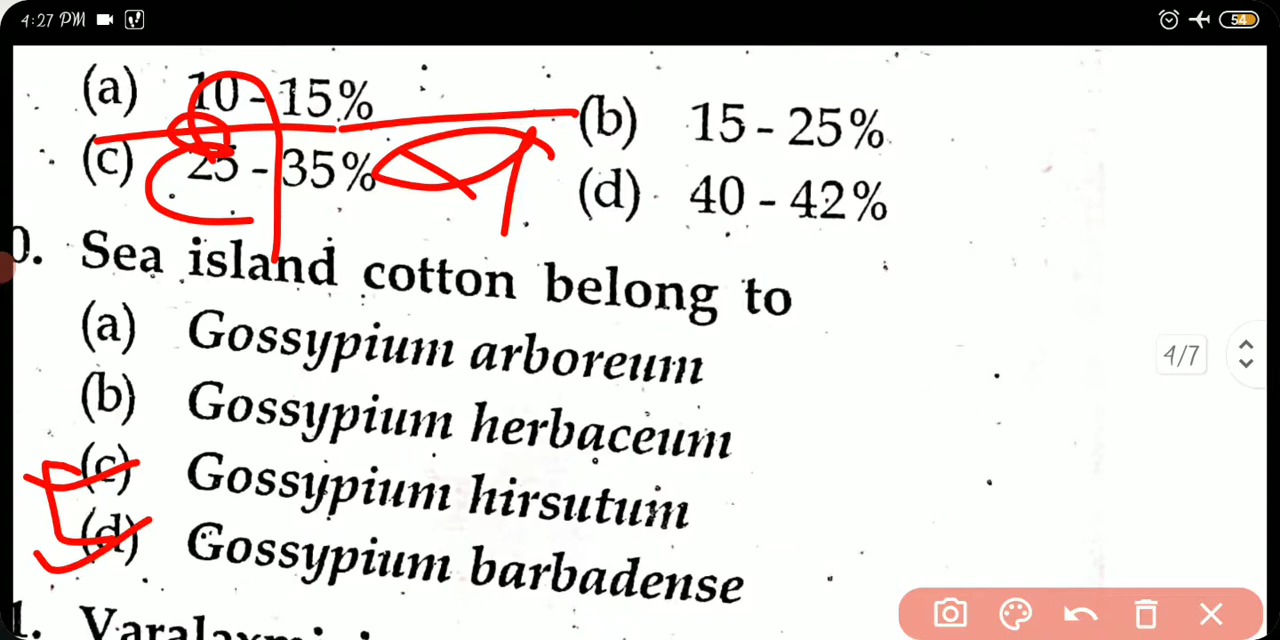 4:27 PM 54
(a) 10 - 15% (b) 15 - 25%
(c) 25 - 35% (d) 40 - 42%
0. Sea island cotton belong to
(a) Gossypium arboreum
(b) Gossypium herbaceum
(c) Gossypium hirsutum
(d) Gossypium barbadense
4/7